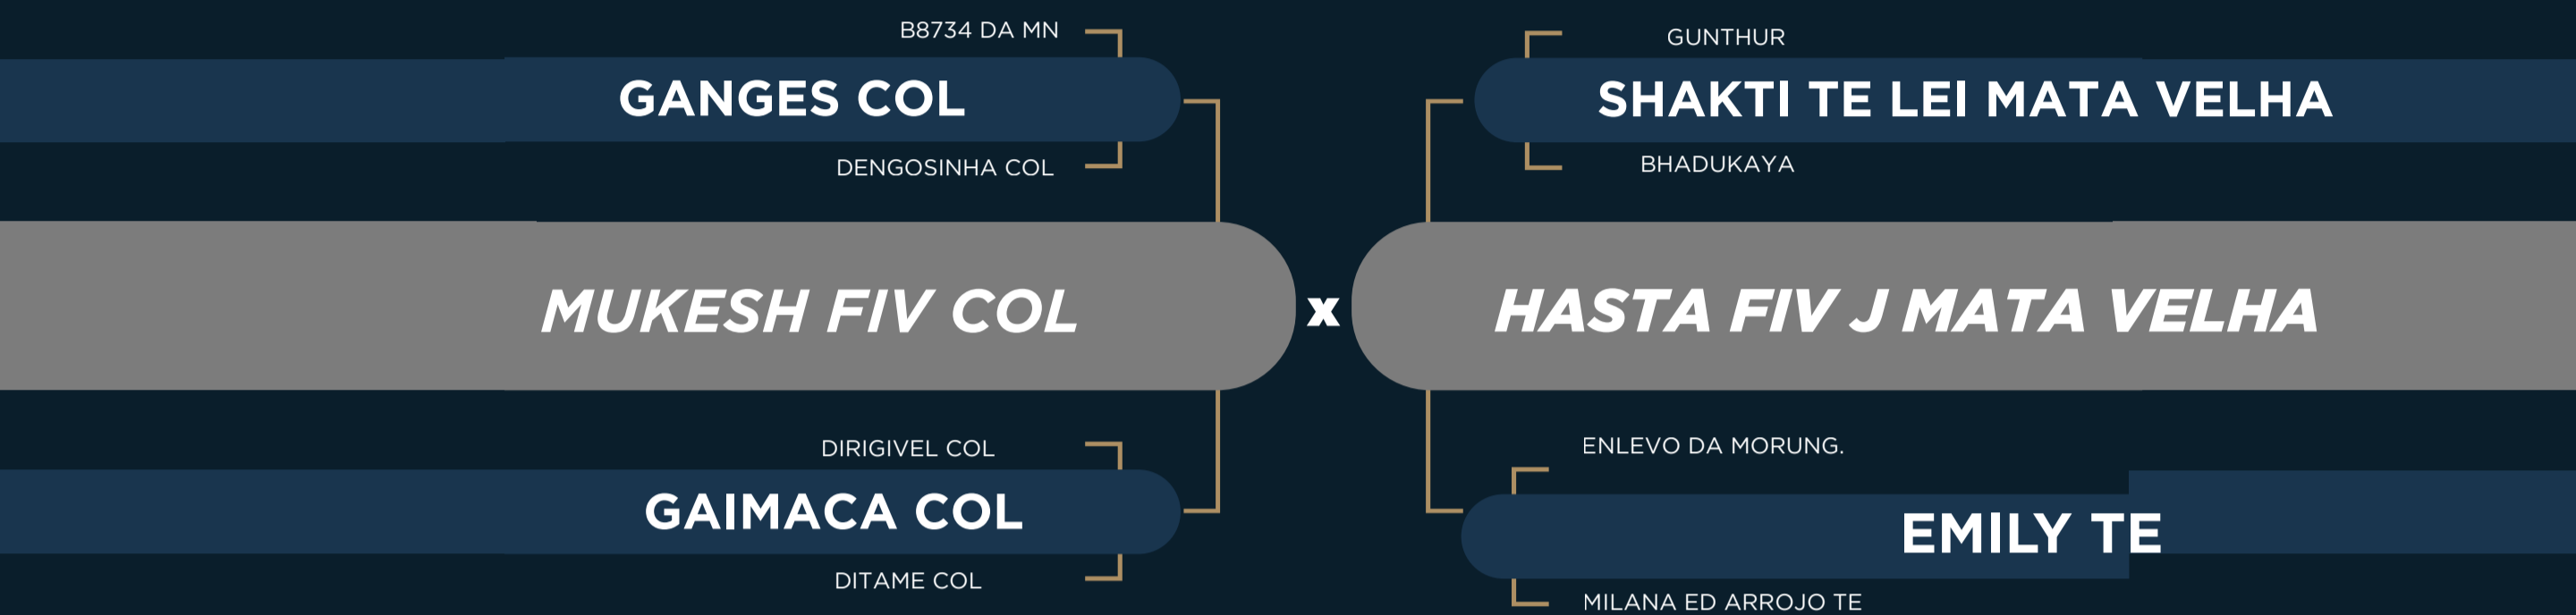 B8734 DA MN
GANGES COL
DENGOSINHA COL
GUNTHUR
SHAKTI TE LEI MATA VELHA
BHADUKAYA
MUKESH FIV COL
x
HASTA FIV J MATA VELHA
DIRIGIVEL COL
GAIMACA COL
DITAME COL
ENLEVO DA MORUNG.
EMILY TE
MILANA ED ARROJO TE